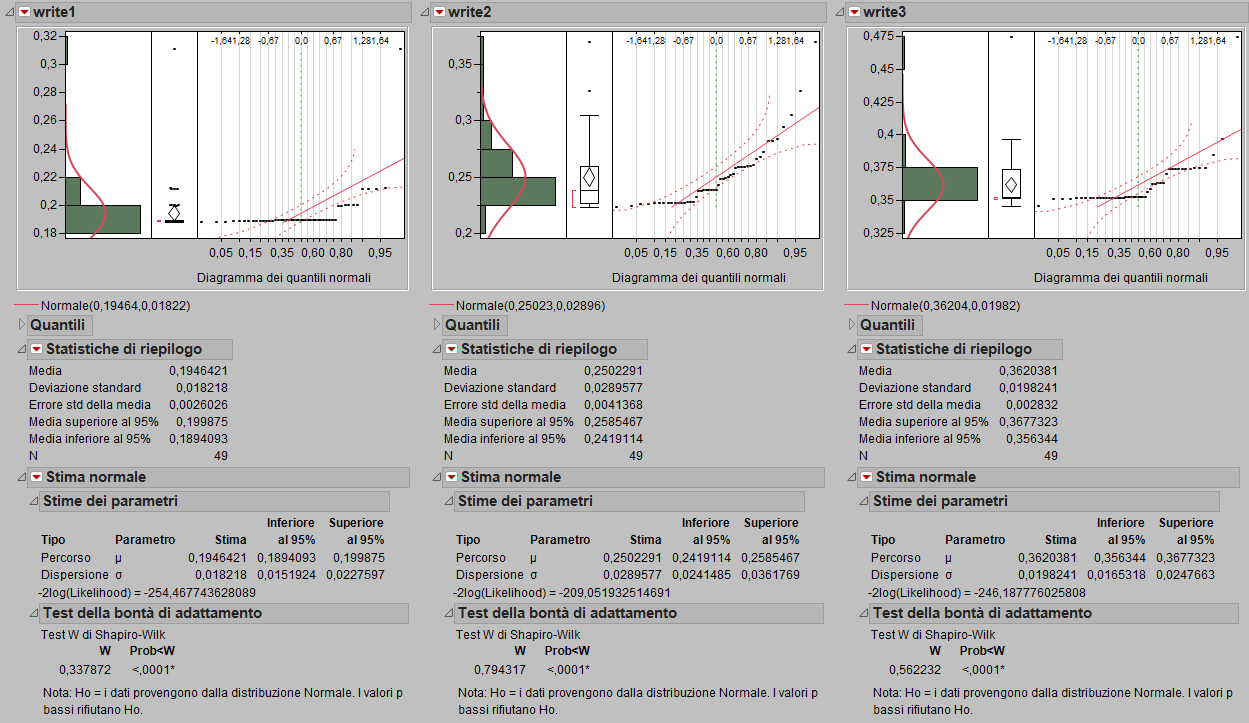 write1
0,32
0,3
0,28
0,26
0,24
0,22
0,2
0,18
-1,641,28 -0,67 0,0 0,67 1,281,64
0,05 0,15 0,35 0,60 0,80 0,95
Diagramma dei quantili normali
Normale(0,19464,0,01822)
Quantili
Statistiche di riepilogo
Media 0,1946421
Deviazione standard 0,018218
Errore std della media 0,0026026
Media superiore al 95% 0,199875
Media inferiore al 95% 0,1894093
N 49
Stima normale
Stime dei parametri
Inferiore Superiore
Tipo Parametro Stima al 95% al 95%
Percorso μ 0,1946421 0,1894093 0,199875
Dispersione σ 0,018218 0,0151924 0,0227597
-2log(Likelihood) = -254,467743628089
Test della bontà di adattamento
Test W di Shapiro-Wilk
W Prob<W
0,337872 <,0001*
Nota: Ho = i dati provengono dalla distribuzione Normale. I valori p
bassi rifiutano Ho.
write2
0,35
0,3
0,25
0,2
-1,641,28 -0,67 0,0 0,67 1,281,64
0,05 0,15 0,35 0,60 0,80 0,95
Diagramma dei quantili normali
Normale(0,25023,0,02896)
Quantili
Statistiche di riepilogo
Media 0,2502291
Deviazione standard 0,0289577
Errore std della media 0,0041368
Media superiore al 95% 0,2585467
Media inferiore al 95% 0,2419114
N 49
Stima normale
Stime dei parametri
Inferiore Superiore
Tipo Parametro Stima al 95% al 95%
Percorso μ 0,2502291 0,2419114 0,2585467
Dispersione σ 0,0289577 0,0241485 0,0361769
-2log(Likelihood) = -209,051932514691
Test della bontà di adattamento
Test W di Shapiro-Wilk
W Prob<W
0,794317 <,0001*
Nota: Ho = i dati provengono dalla distribuzione Normale. I valori p
bassi rifiutano Ho.
write3
0,475
0,45
0,425
0,4
0,375
0,35
0,325
-1,641,28 -0,67 0,0 0,67 1,281,64
0,05 0,15 0,35 0,60 0,80 0,95
Diagramma dei quantili normali
Normale(0,36204,0,01982)
Quantili
Statistiche di riepilogo
Media 0,3620381
Deviazione standard 0,0198241
Errore std della media 0,002832
Media superiore al 95% 0,3677323
Media inferiore al 95% 0,356344
N 49
Stima normale
Stime dei parametri
Inferiore Superiore
Tipo Parametro Stima al 95% al 95%
Percorso μ 0,3620381 0,356344 0,3677323
Dispersione σ 0,0198241 0,0165318 0,0247663
-2log(Likelihood) = -246,187776025808
Test della bontà di adattamento
Test W di Shapiro-Wilk
W Prob<W
0,562232 <,0001*
Nota: Ho = i dati provengono dalla distribuzione Normale. I valori p
bassi rifiutano Ho.